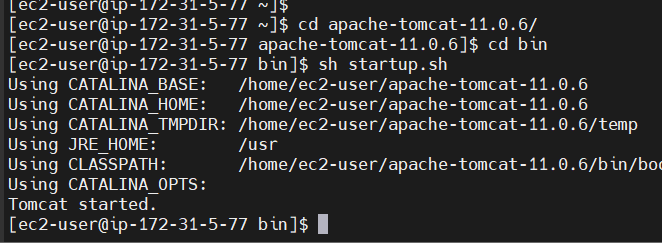 [ec2-user@ip-172-31-5-77 ~]$
[ec2-user@ip-172-31-5-77 ~]$ cd apache-tomcat-11.0.6/
[ec2-user@ip-172-31-5-77 apache-tomcat-11.0.6]$ cd bin
[ec2-user@ip-172-31-5-77 bin]$ sh startup.sh
Using CATALINA_BASE:   /home/ec2-user/apache-tomcat-11.0.6
Using CATALINA_HOME:   /home/ec2-user/apache-tomcat-11.0.6
Using CATALINA_TMPDIR: /home/ec2-user/apache-tomcat-11.0.6/temp
Using JRE_HOME:        /usr
Using CLASSPATH:       /home/ec2-user/apache-tomcat-11.0.6/bin/boo
Using CATALINA_OPTS:
Tomcat started.
[ec2-user@ip-172-31-5-77 bin]$